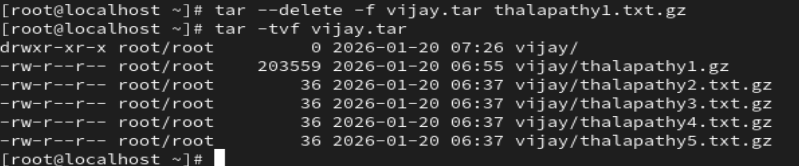 [root@localhost ~]# tar --delete -f vijay.tar thalapathy1.txt.gz
[root@localhost ~]# tar -tvf vijay.tar
drwxr-xr-x root/root         0 2026-01-20 07:26 vijay/
-rw-r--r-- root/root    203559 2026-01-20 06:55 vijay/thalapathy1.gz
-rw-r--r-- root/root        36 2026-01-20 06:37 vijay/thalapathy2.txt.gz
-rw-r--r-- root/root        36 2026-01-20 06:37 vijay/thalapathy3.txt.gz
-rw-r--r-- root/root        36 2026-01-20 06:37 vijay/thalapathy4.txt.gz
-rw-r--r-- root/root        36 2026-01-20 06:37 vijay/thalapathy5.txt.gz
[root@localhost ~]#